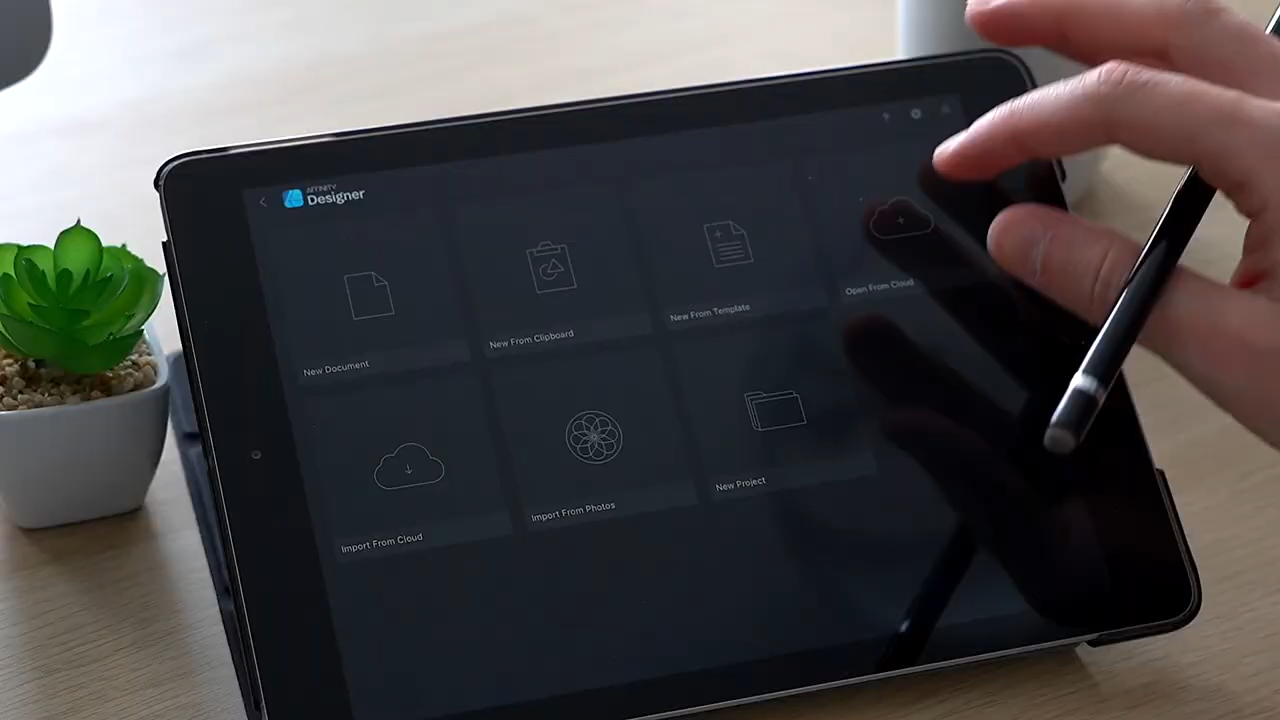 AFFINITY
Designer
New Document
New From Clipboard
New From Template
Open From Cloud
Import From Cloud
Import From Photos
New Project